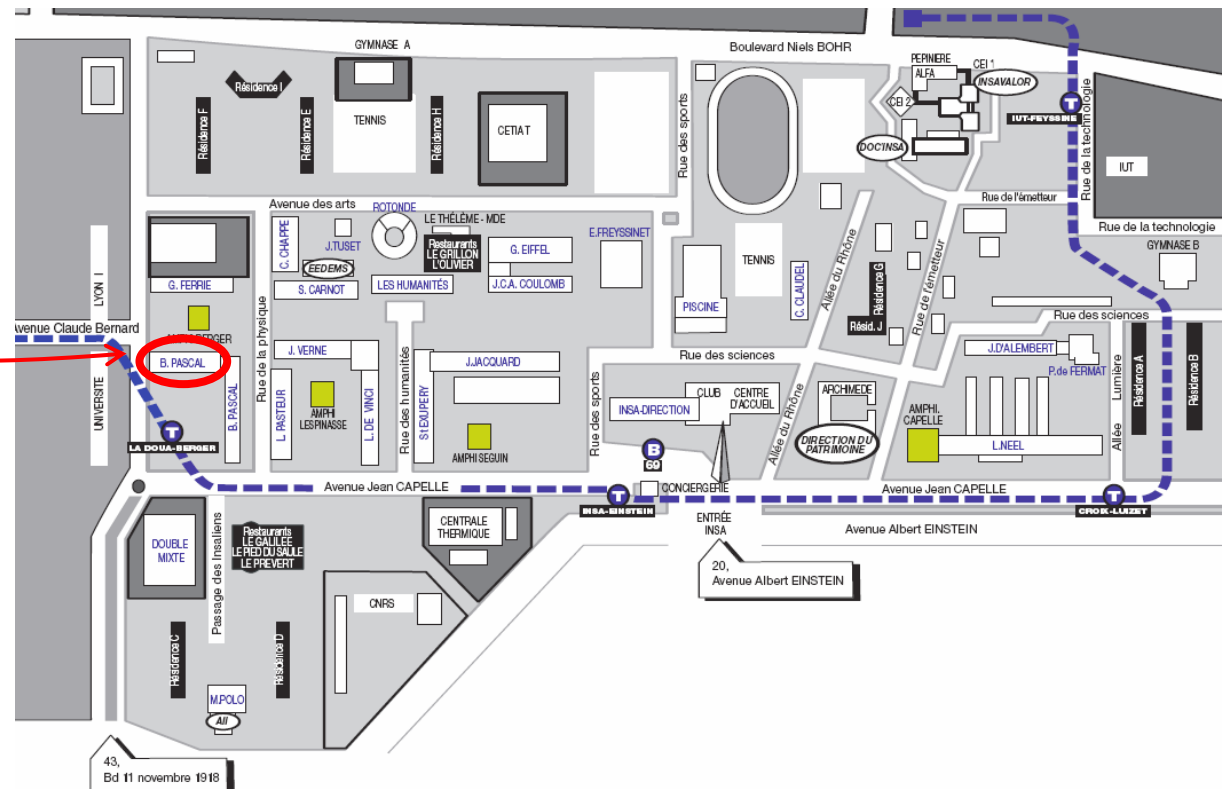 GYMNASE A
Boulevard Niels BOHR
PEPINIERE
ALFA
CEI 1
INSAVALOR
CEI 2
DOC'INSA
IUT-FEYSSINE
Rue de la technologie
IUT
Résidence I
Résidence F
Résidence E
TENNIS
Résidence H
CETIAT
Rue des sports
Rue de l'émetteur
Rue de la technologie
GYMNASE B
Avenue des arts
ROTONDE
C. CHAPPE
J.TUSET
EEDEMS
LE THÉLÈME - MDE
Restaurants
LE GRILLON
L'OLIVIER
G. EIFFEL
E.FREYSSINET
TENNIS
C. CLAUDEL
Allée du Rhône
Résidence G
Résid. J
Rue de l'émetteur
LYON I
G. FERRIE
S. CARNOT
LES HUMANITÉS
J.C.A. COULOMB
PISCINE
Rue des sciences
Avenue Claude Bernard
BERGER
B. PASCAL
B. PASCAL
Rue de la physique
J. VERNE
L. PASTEUR
AMPHI
LESPINASSE
L. DE VINCI
Rue des humanités
St EXUPERY
J.JACQUARD
AMPHI SEGUIN
Rue des sports
Rue des sciences
INSA-DIRECTION
CLUB
CENTRE
D'ACCUEIL
Allée du Rhône
ARCHIMEDE
DIRECTION DU
PATRIMOINE
AMPHI.
CAPELLE
J.D'ALEMBERT
P.de FERMAT
L.NEEL
Allée Lumière
Résidence A
Résidence B
UNIVERSITE
T
LA DOUA-BERGER
B
69
Avenue Jean CAPELLE
T
INSA-EINSTEIN
CONCIERGERIE
Avenue Jean CAPELLE
T
CROIX-LUIZET
ENTRÉE
INSA
Avenue Albert EINSTEIN
20,
Avenue Albert EINSTEIN
DOUBLE
MIXTE
Passage des Insaliens
Restaurants
LE GALILEE
LE PIED DU SAULE
LE PREVERT
CENTRALE
THERMIQUE
CNRS
Résidence C
Résidence D
M.POLO
AII
43,
Bd 11 novembre 1918
T